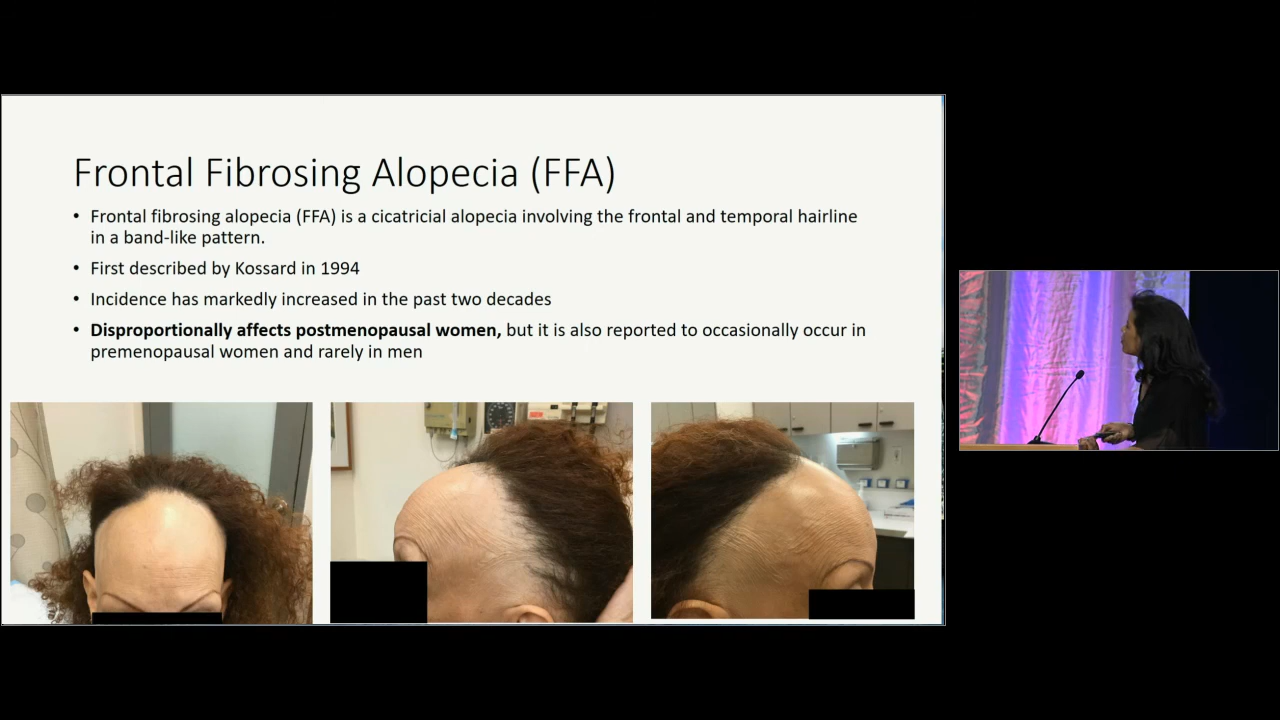 Frontal Fibrosing Alopecia (FFA)
• Frontal fibrosing alopecia (FFA) is a cicatricial alopecia involving the frontal and temporal hairline
in a band-like pattern.
• First described by Kossard in 1994
• Incidence has markedly increased in the past two decades
• Disproportionally affects postmenopausal women, but it is also reported to occasionally occur in
premenopausal women and rarely in men